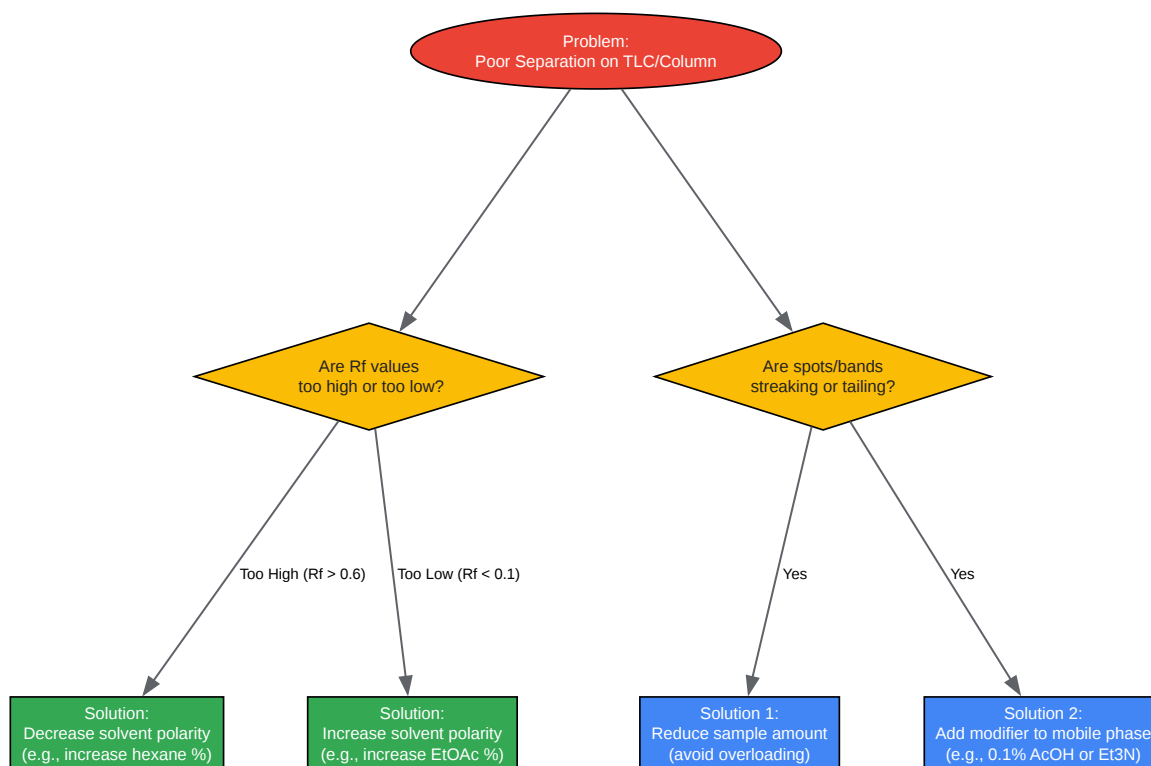 Problem:
Poor Separation on TLC/Column
Are Rf values
too high or too low?
Are spots/bands
streaking or tailing?
Too High (Rf > 0.6)
Too Low (Rf < 0.1)
Yes
Yes
Solution:
Decrease solvent polarity
(e.g., increase hexane %)
Solution:
Increase solvent polarity
(e.g., increase EtOAc %)
Solution 1:
Reduce sample amount
(avoid overloading)
Solution 2:
Add modifier to mobile phase
(e.g., 0.1% AcOH or Et3N)